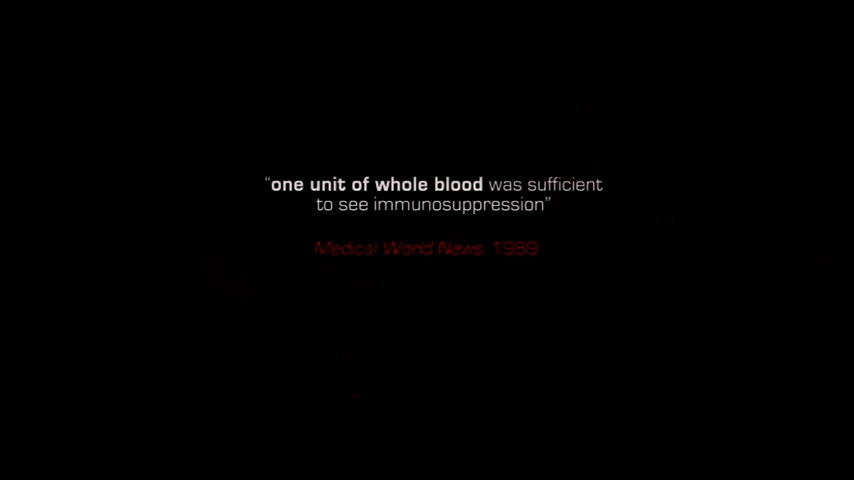 “one unit of whole blood was sufficient
to see immunosuppression”
Medical World News, 1989